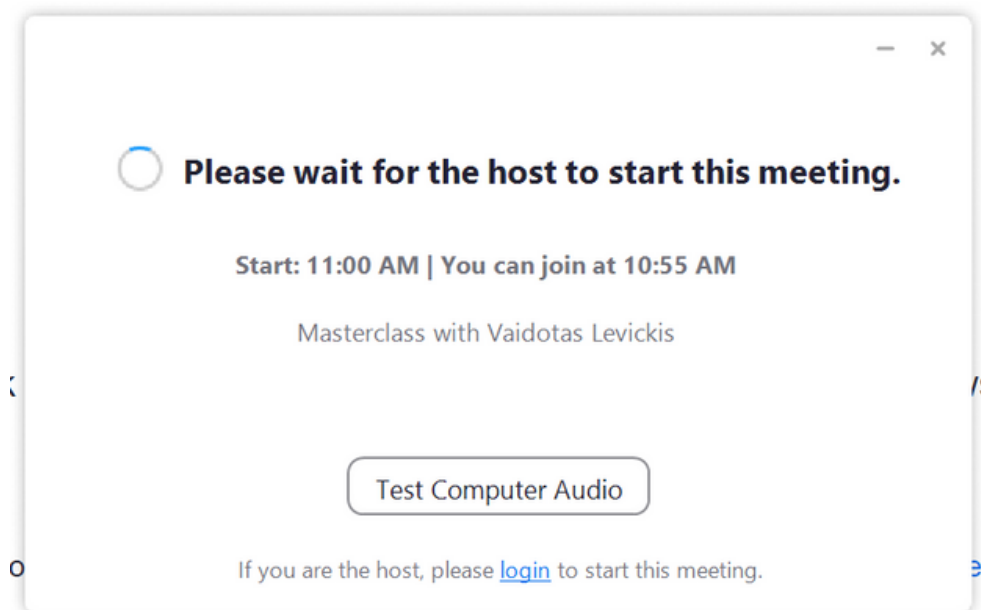 Please wait for the host to start this meeting.
Start: 11:00 AM | You can join at 10:55 AM
Masterclass with Vaidotas Levickis
Test Computer Audio
If you are the host, please login to start this meeting.